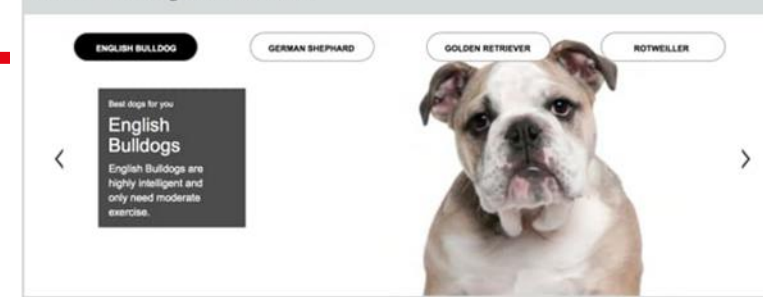 ENGLISH BULLDOG
GERMAN SHEPHARD
GOLDEN RETRIEVER
ROTWEILLER
Best dogs for you
English
Bulldogs
English Bulldogs are
highly intelligent and
only need moderate
exercise.